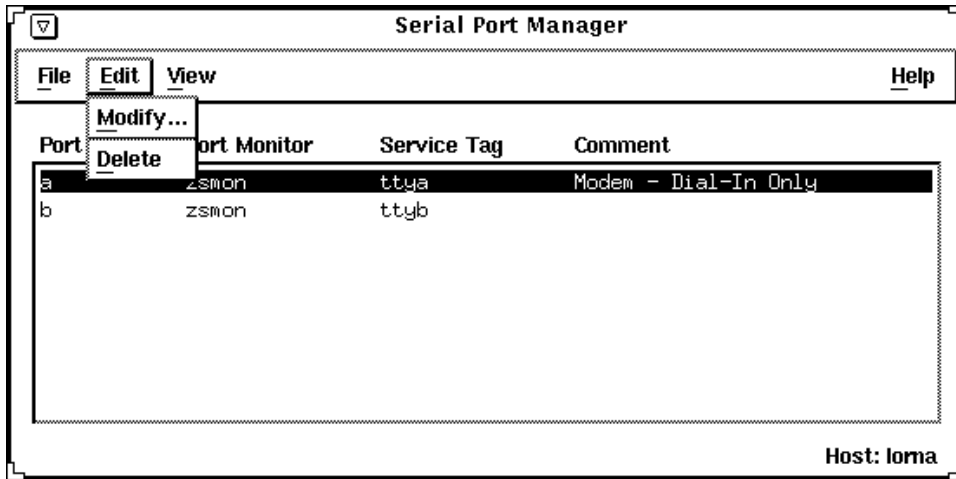 Serial Port Manager
File Edit View Help
Modify...
Port ort Monitor Service Tag Comment
Delete
a zsmon ttya Modem - Dial-In Only
b zsmon ttyb
Host: lorna